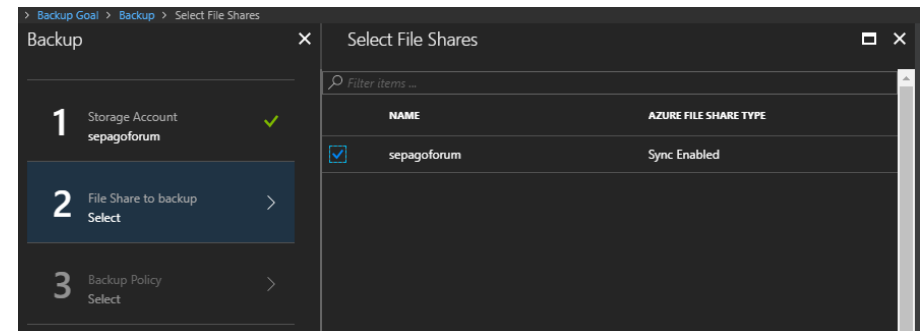 > Backup Goal > Backup > Select File Shares
Backup
1
Storage Account
sepagoforum
2
File Share to backup
Select
3
Backup Policy
Select
Select File Shares
Filter items ...
NAME AZURE FILE SHARE TYPE
sepagoforum Sync Enabled